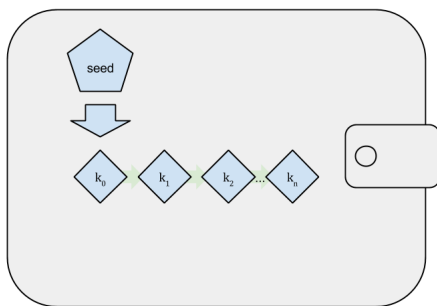 seed
k₀ k₁ k₂ ... kₙ